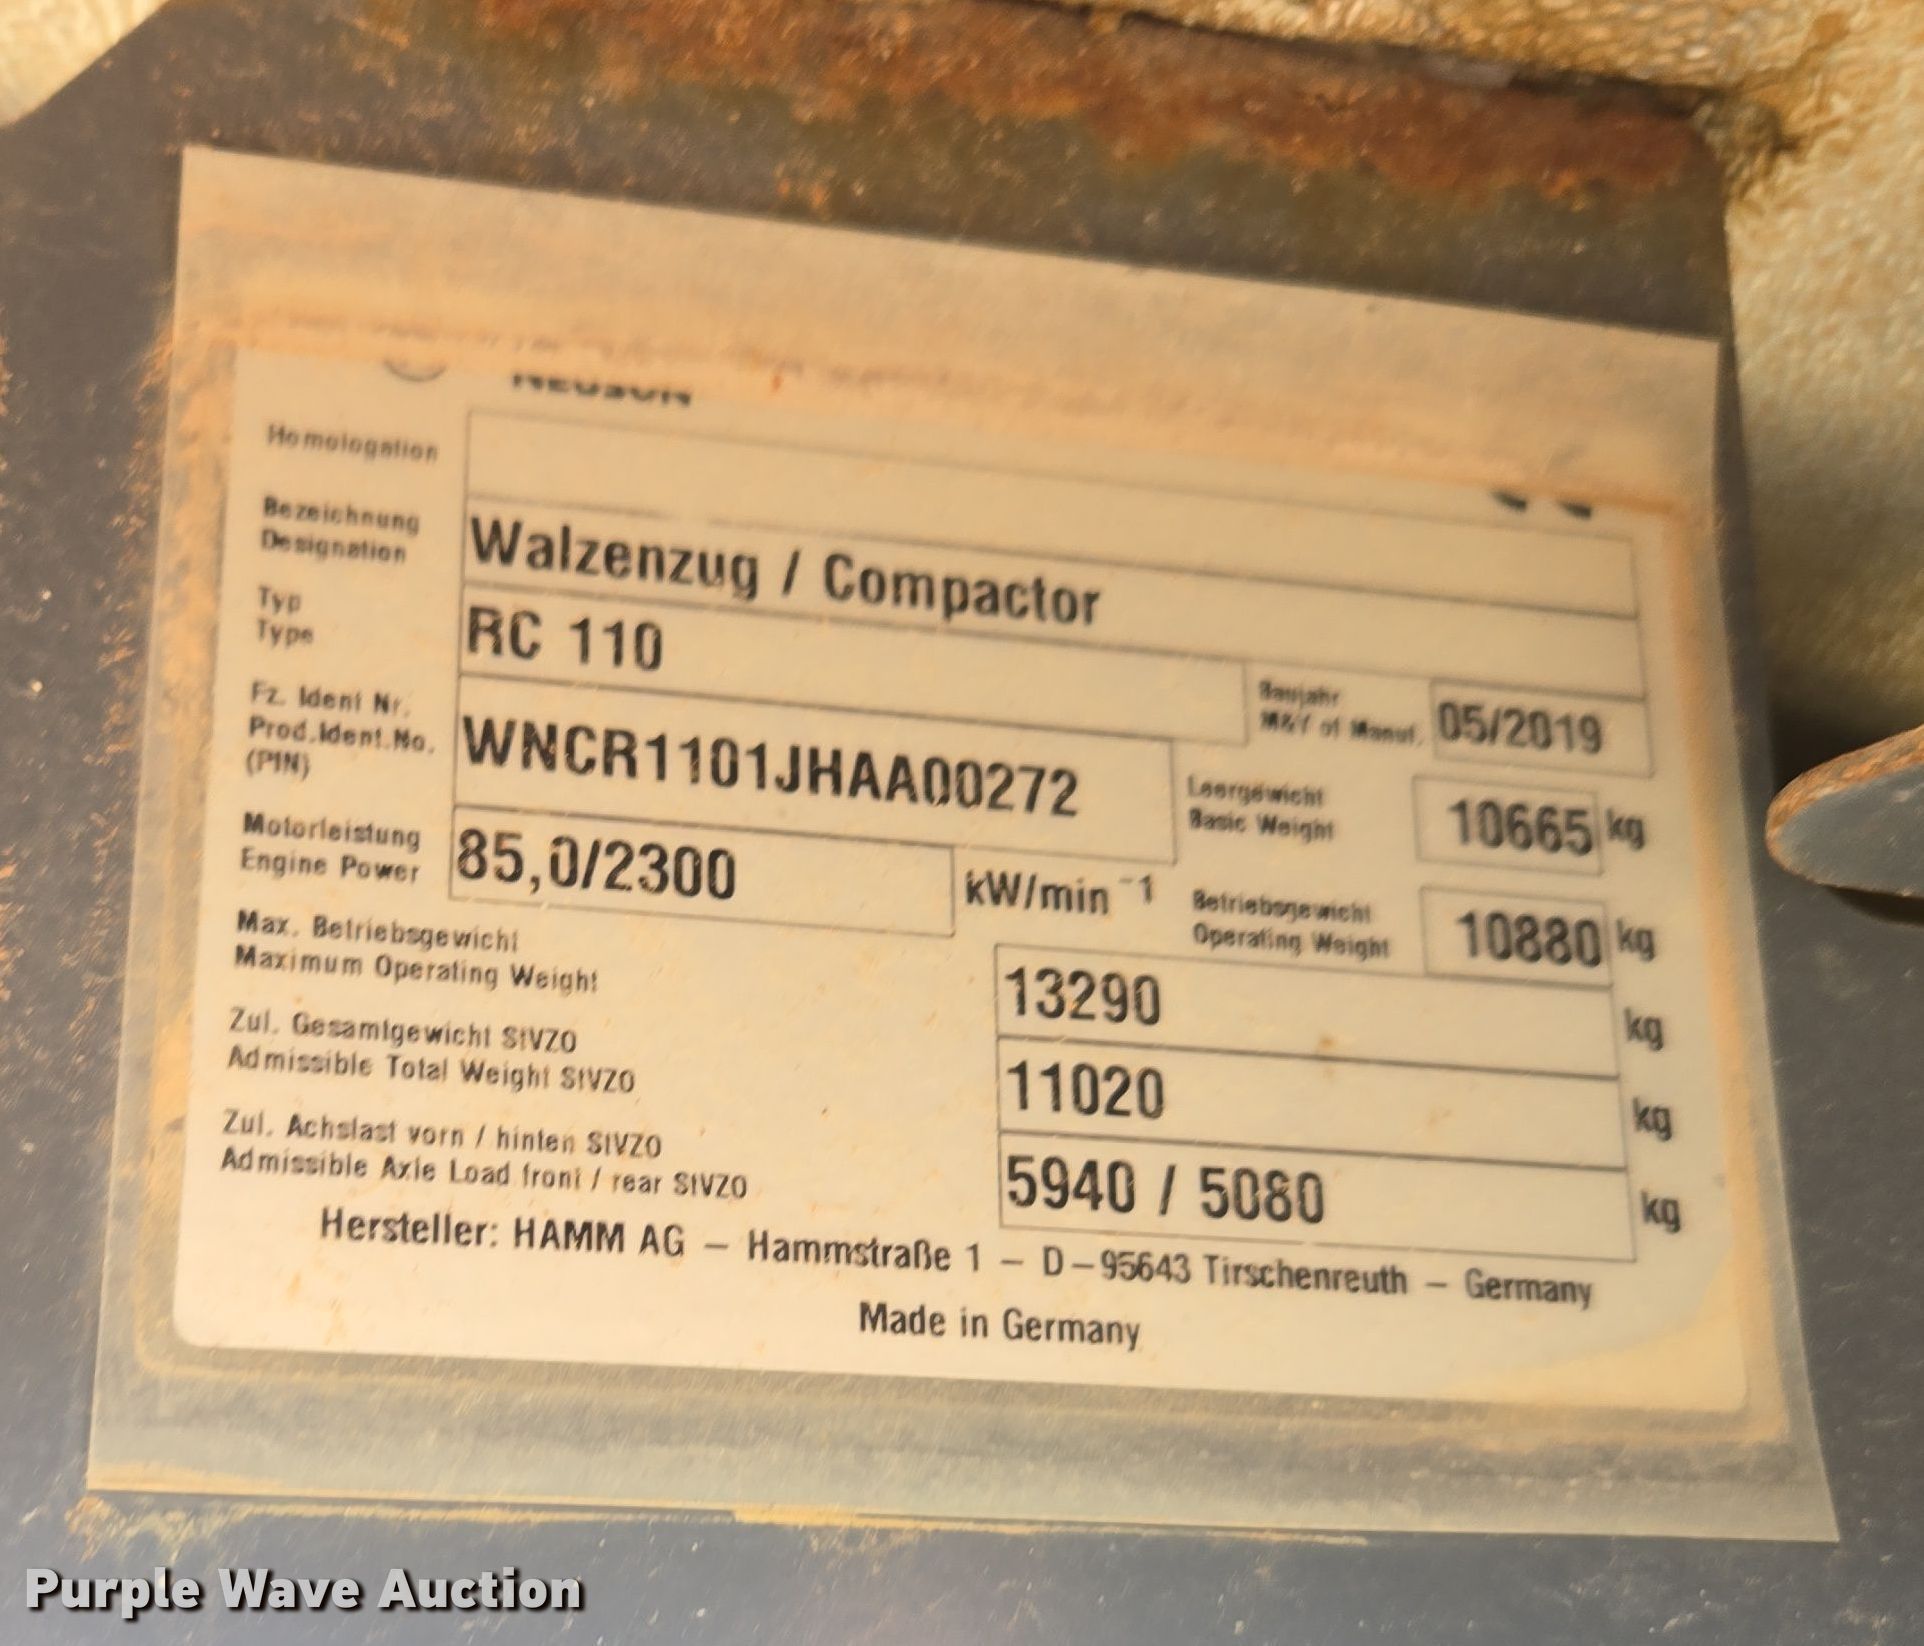 NEUSON
Homologation
Bezeichnung
Designation
Walzenzug / Compactor
Typ
Type
RC 110
Baujahr
M&Y of Manuf.
05/2019
Fz. Ident Nr.
Prod.Ident.No.
(PIN)
WNCR1101JHAA00272
Leergewicht
Basic Weight
10665 kg
Motorleistung
Engine Power
85,0/2300 kW/min⁻¹
Betriebsgewicht
Operating Weight
10880 kg
Max. Betriebsgewicht
Maximum Operating Weight
13290 kg
Zul. Gesamtgewicht StVZO
Admissible Total Weight StVZO
11020 kg
Zul. Achslast vorn / hinten StVZO
Admissible Axle Load front / rear StVZO
5940 / 5080 kg
Hersteller: HAMM AG – Hammstraße 1 – D–95643 Tirschenreuth – Germany
Made in Germany
Purple Wave Auction